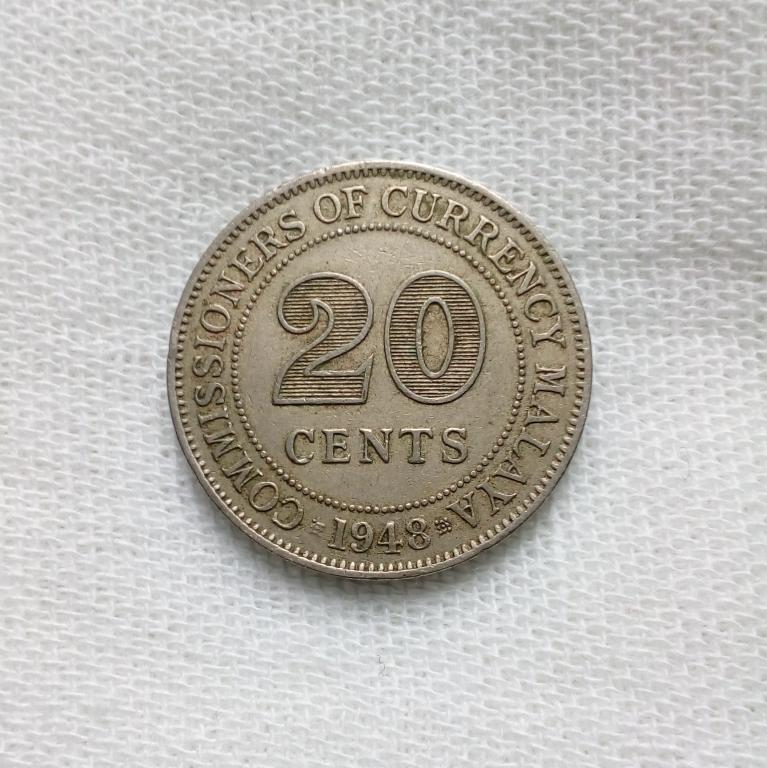 COMMISSIONERS OF CURRENCY MALAYA
20
CENTS
1948